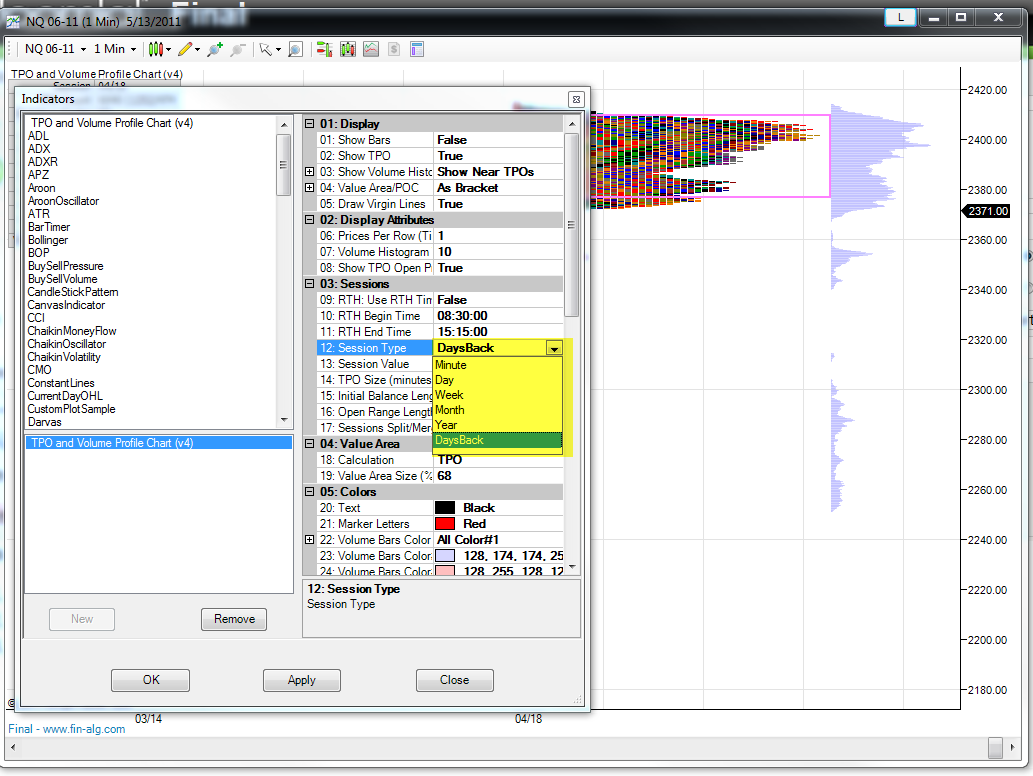 Final
NQ 06-11 (1 Min) 5/13/2011
L
NQ 06-11
1 Min
TPO and Volume Profile Chart (v4)
Session 04/18
Indicators
TPO and Volume Profile Chart (v4)
ADL
ADX
ADXR
APZ
Aroon
AroonOscillator
ATR
BarTimer
Bollinger
BOP
BuySellPressure
BuySellVolume
CandleStickPattern
CanvasIndicator
CCI
ChaikinMoneyFlow
ChaikinOscillator
ChaikinVolatility
CMO
ConstantLines
CurrentDayOHL
CustomPlotSample
Darvas
TPO and Volume Profile Chart (v4)
New
Remove
01: Display
01: Show Bars False
02: Show TPO True
03: Show Volume Histo Show Near TPOs
04: Value Area/POC As Bracket
05: Draw Virgin Lines True
02: Display Attributes
06: Prices Per Row (Ti 1
07: Volume Histogram 10
08: Show TPO Open P True
03: Sessions
09: RTH: Use RTH Tim False
10: RTH Begin Time 08:30:00
11: RTH End Time 15:15:00
12: Session Type DaysBack
13: Session Value
Minute
14: TPO Size (minutes
Day
15: Initial Balance Leng
Week
16: Open Range Length
Month
17: Sessions Split/Merg
Year
DaysBack
04: Value Area
18: Calculation TPO
19: Value Area Size (% 68
05: Colors
20: Text Black
21: Marker Letters Red
22: Volume Bars Color All Color#1
23: Volume Bars Color 128, 174, 174, 25
24: Volume Bars Color 128, 255, 128, 12
12: Session Type
Session Type
OK
Apply
Close
2420.00
2400.00
2380.00
2371.00
2360.00
2340.00
2320.00
2300.00
2280.00
2260.00
2240.00
2220.00
2200.00
2180.00
03/14
04/18
Final - www.fin-alg.com